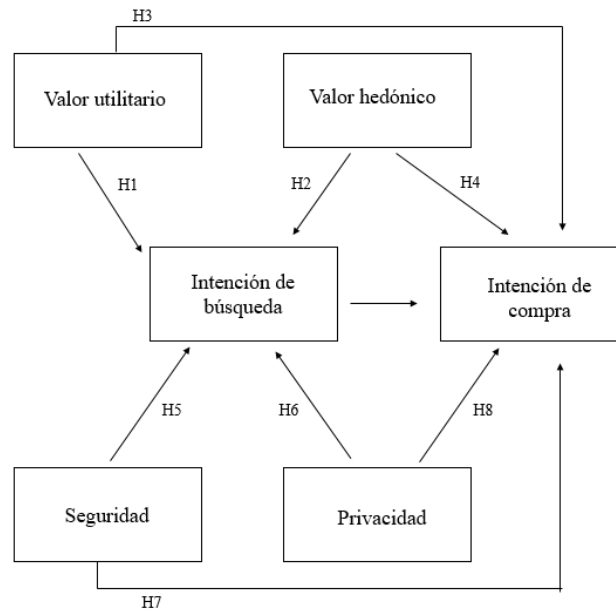 H3
Valor utilitario
Valor hedónico
H1
H2
H4
Intención de
búsqueda
Intención de
compra
H5
H6
H8
Seguridad
Privacidad
H7